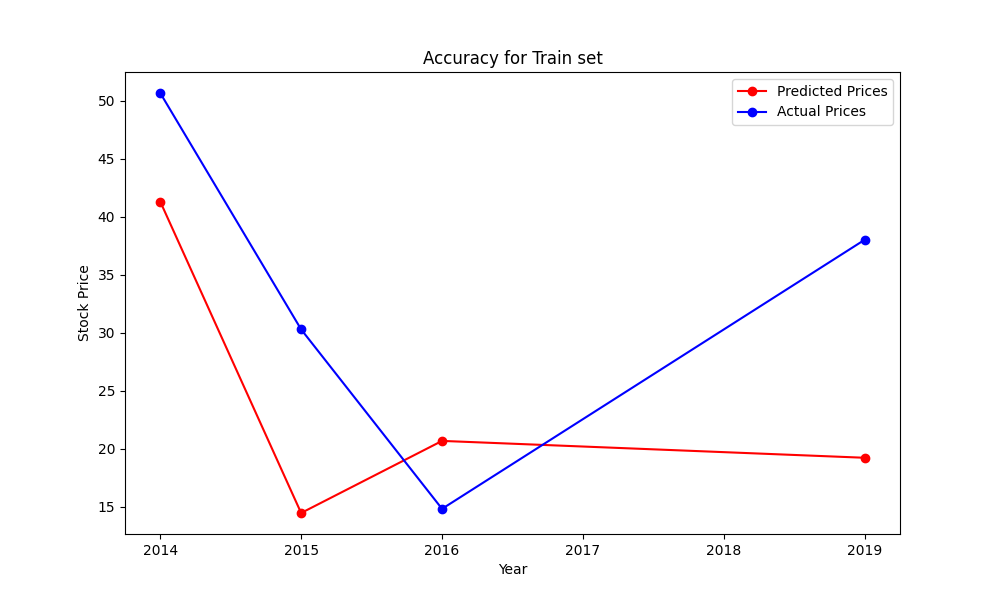 Accuracy for Train set
Predicted Prices
Actual Prices
Stock Price
50
45
40
35
30
25
20
15
2014 2015 2016 2017 2018 2019
Year